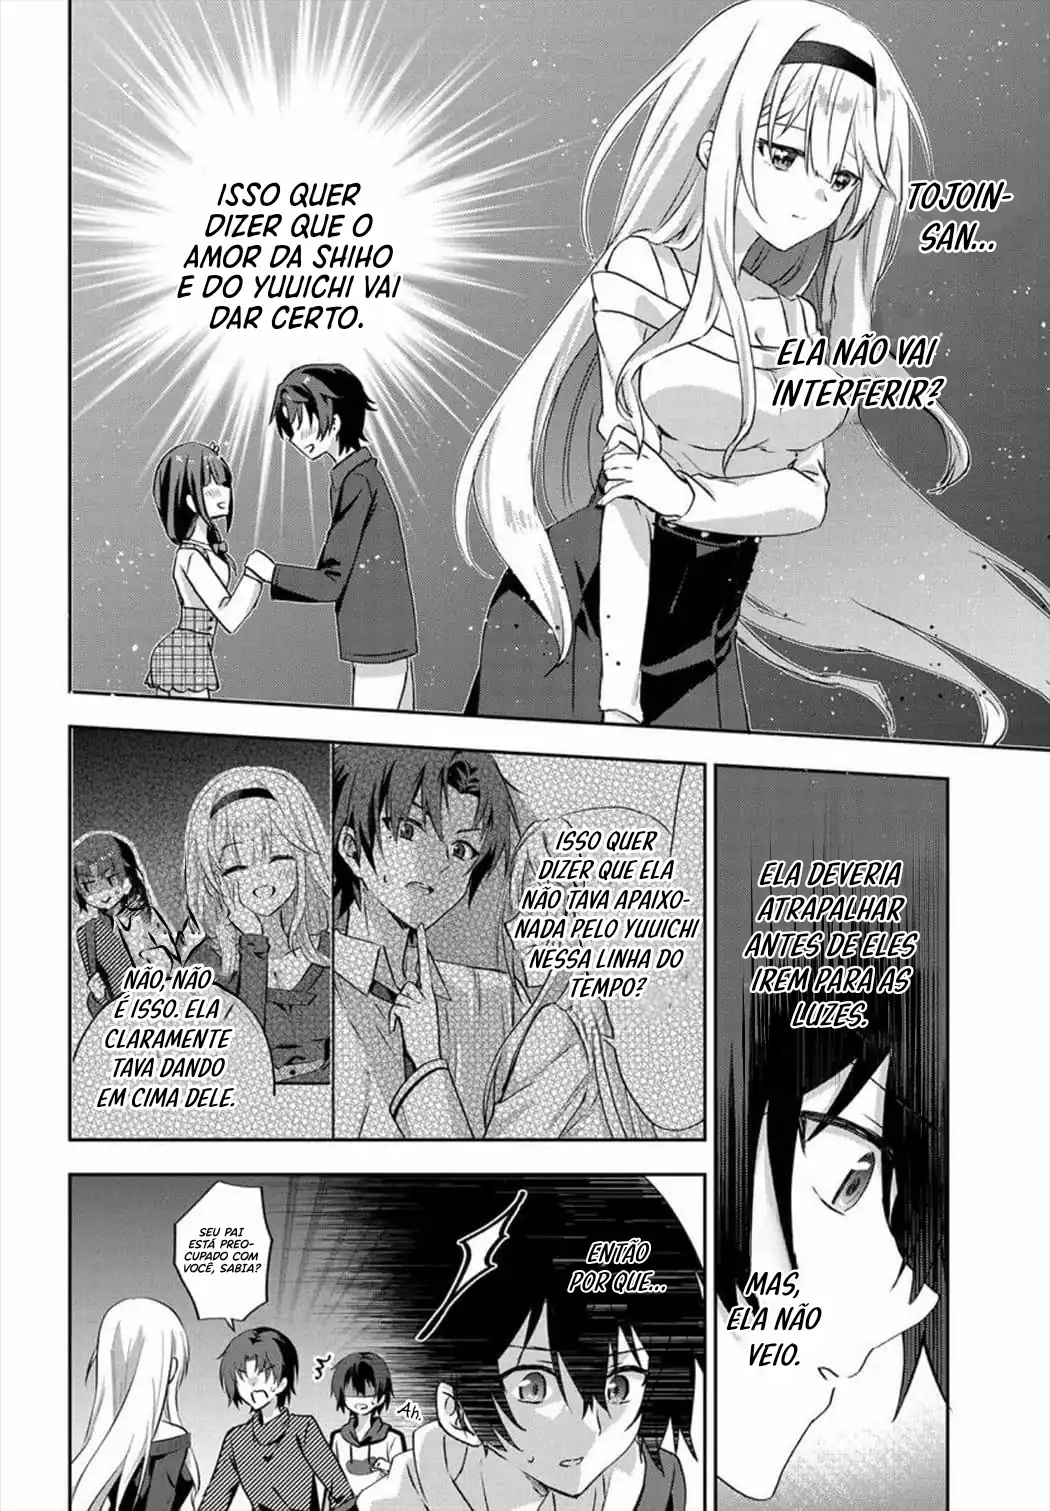 TOJOIN-
SAN...
ELA NÃO VAI
INTERFERIR?
ISSO QUER
DIZER QUE O
AMOR DA SHIHO
E DO YUUICHI VAI
DAR CERTO.
ELA DEVERIA
ATRAPALHAR
ANTES DE ELES
IREM PARA AS
LUZES.
MAS,
ELA NÃO
VEIO.
ISSO QUER
DIZER QUE ELA
NÃO TAVA APAIXO-
NADA PELO YUUICHI
NESSA LINHA DO
TEMPO?
NÃO, NÃO
É ISSO. ELA
CLARAMENTE
TAVA DANDO
EM CIMA DELE.
ENTÃO
POR QUE...
SEU PAI
ESTÁ PREO-
CUPADO COM
VOCÊ, SABIA?
Ah.